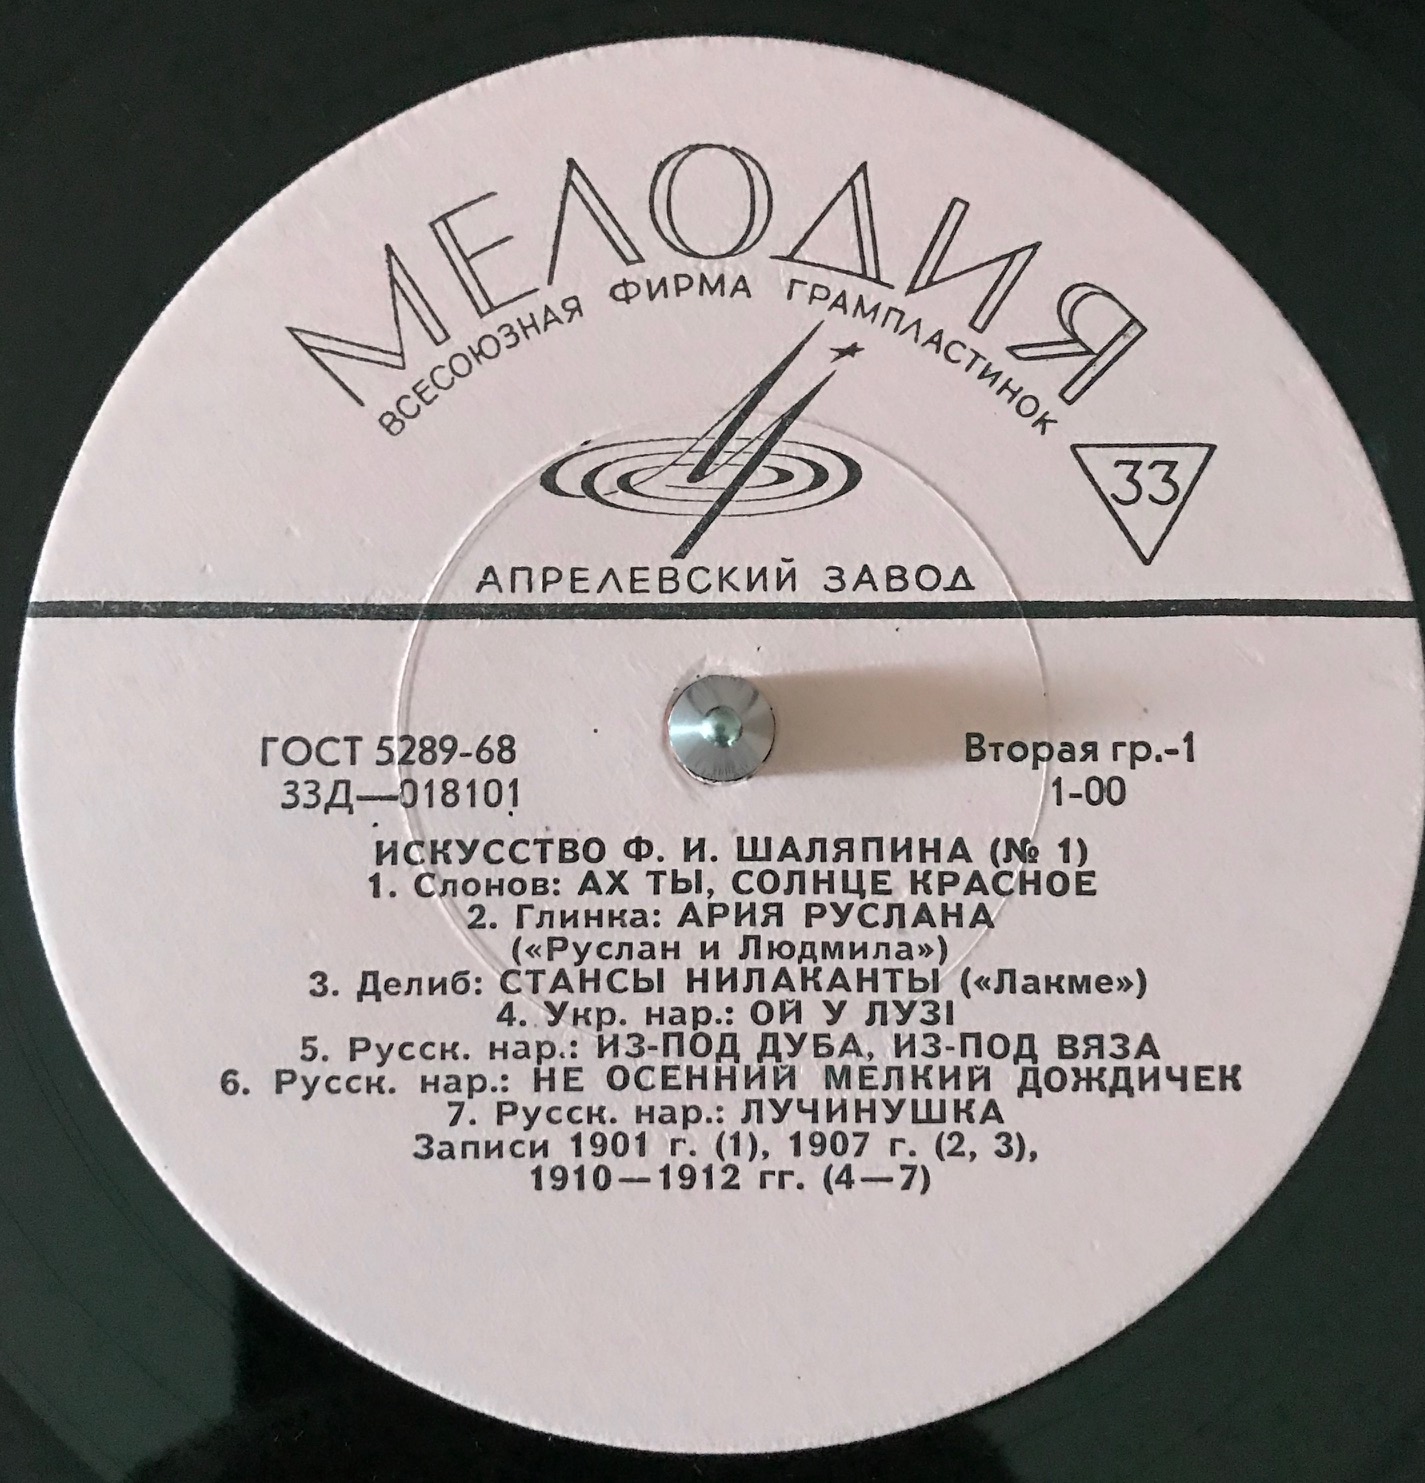 МЕЛОДИЯ
ВСЕСОЮЗНАЯ ФИРМА ГРАМПЛАСТИНОК
33
АПРЕЛЕВСКИЙ ЗАВОД
ГОСТ 5289-68
Вторая гр.-1
33Д—018101
1-00
ИСКУССТВО Ф. И. ШАЛЯПИНА (№ 1)
1. Слонов: АХ ТЫ, СОЛНЦЕ КРАСНОЕ
2. Глинка: АРИЯ РУСЛАНА
(«Руслан и Людмила»)
3. Делиб: СТАНСЫ НИЛАКАНТЫ («Лакме»)
4. Укр. нар.: ОЙ У ЛУЗІ
5. Русск. нар.: ИЗ-ПОД ДУБА, ИЗ-ПОД ВЯЗА
6. Русск. нар.: НЕ ОСЕННИЙ МЕЛКИЙ ДОЖДИЧЕК
7. Русск. нар.: ЛУЧИНУШКА
Записи 1901 г. (1), 1907 г. (2, 3),
1910—1912 гг. (4—7)